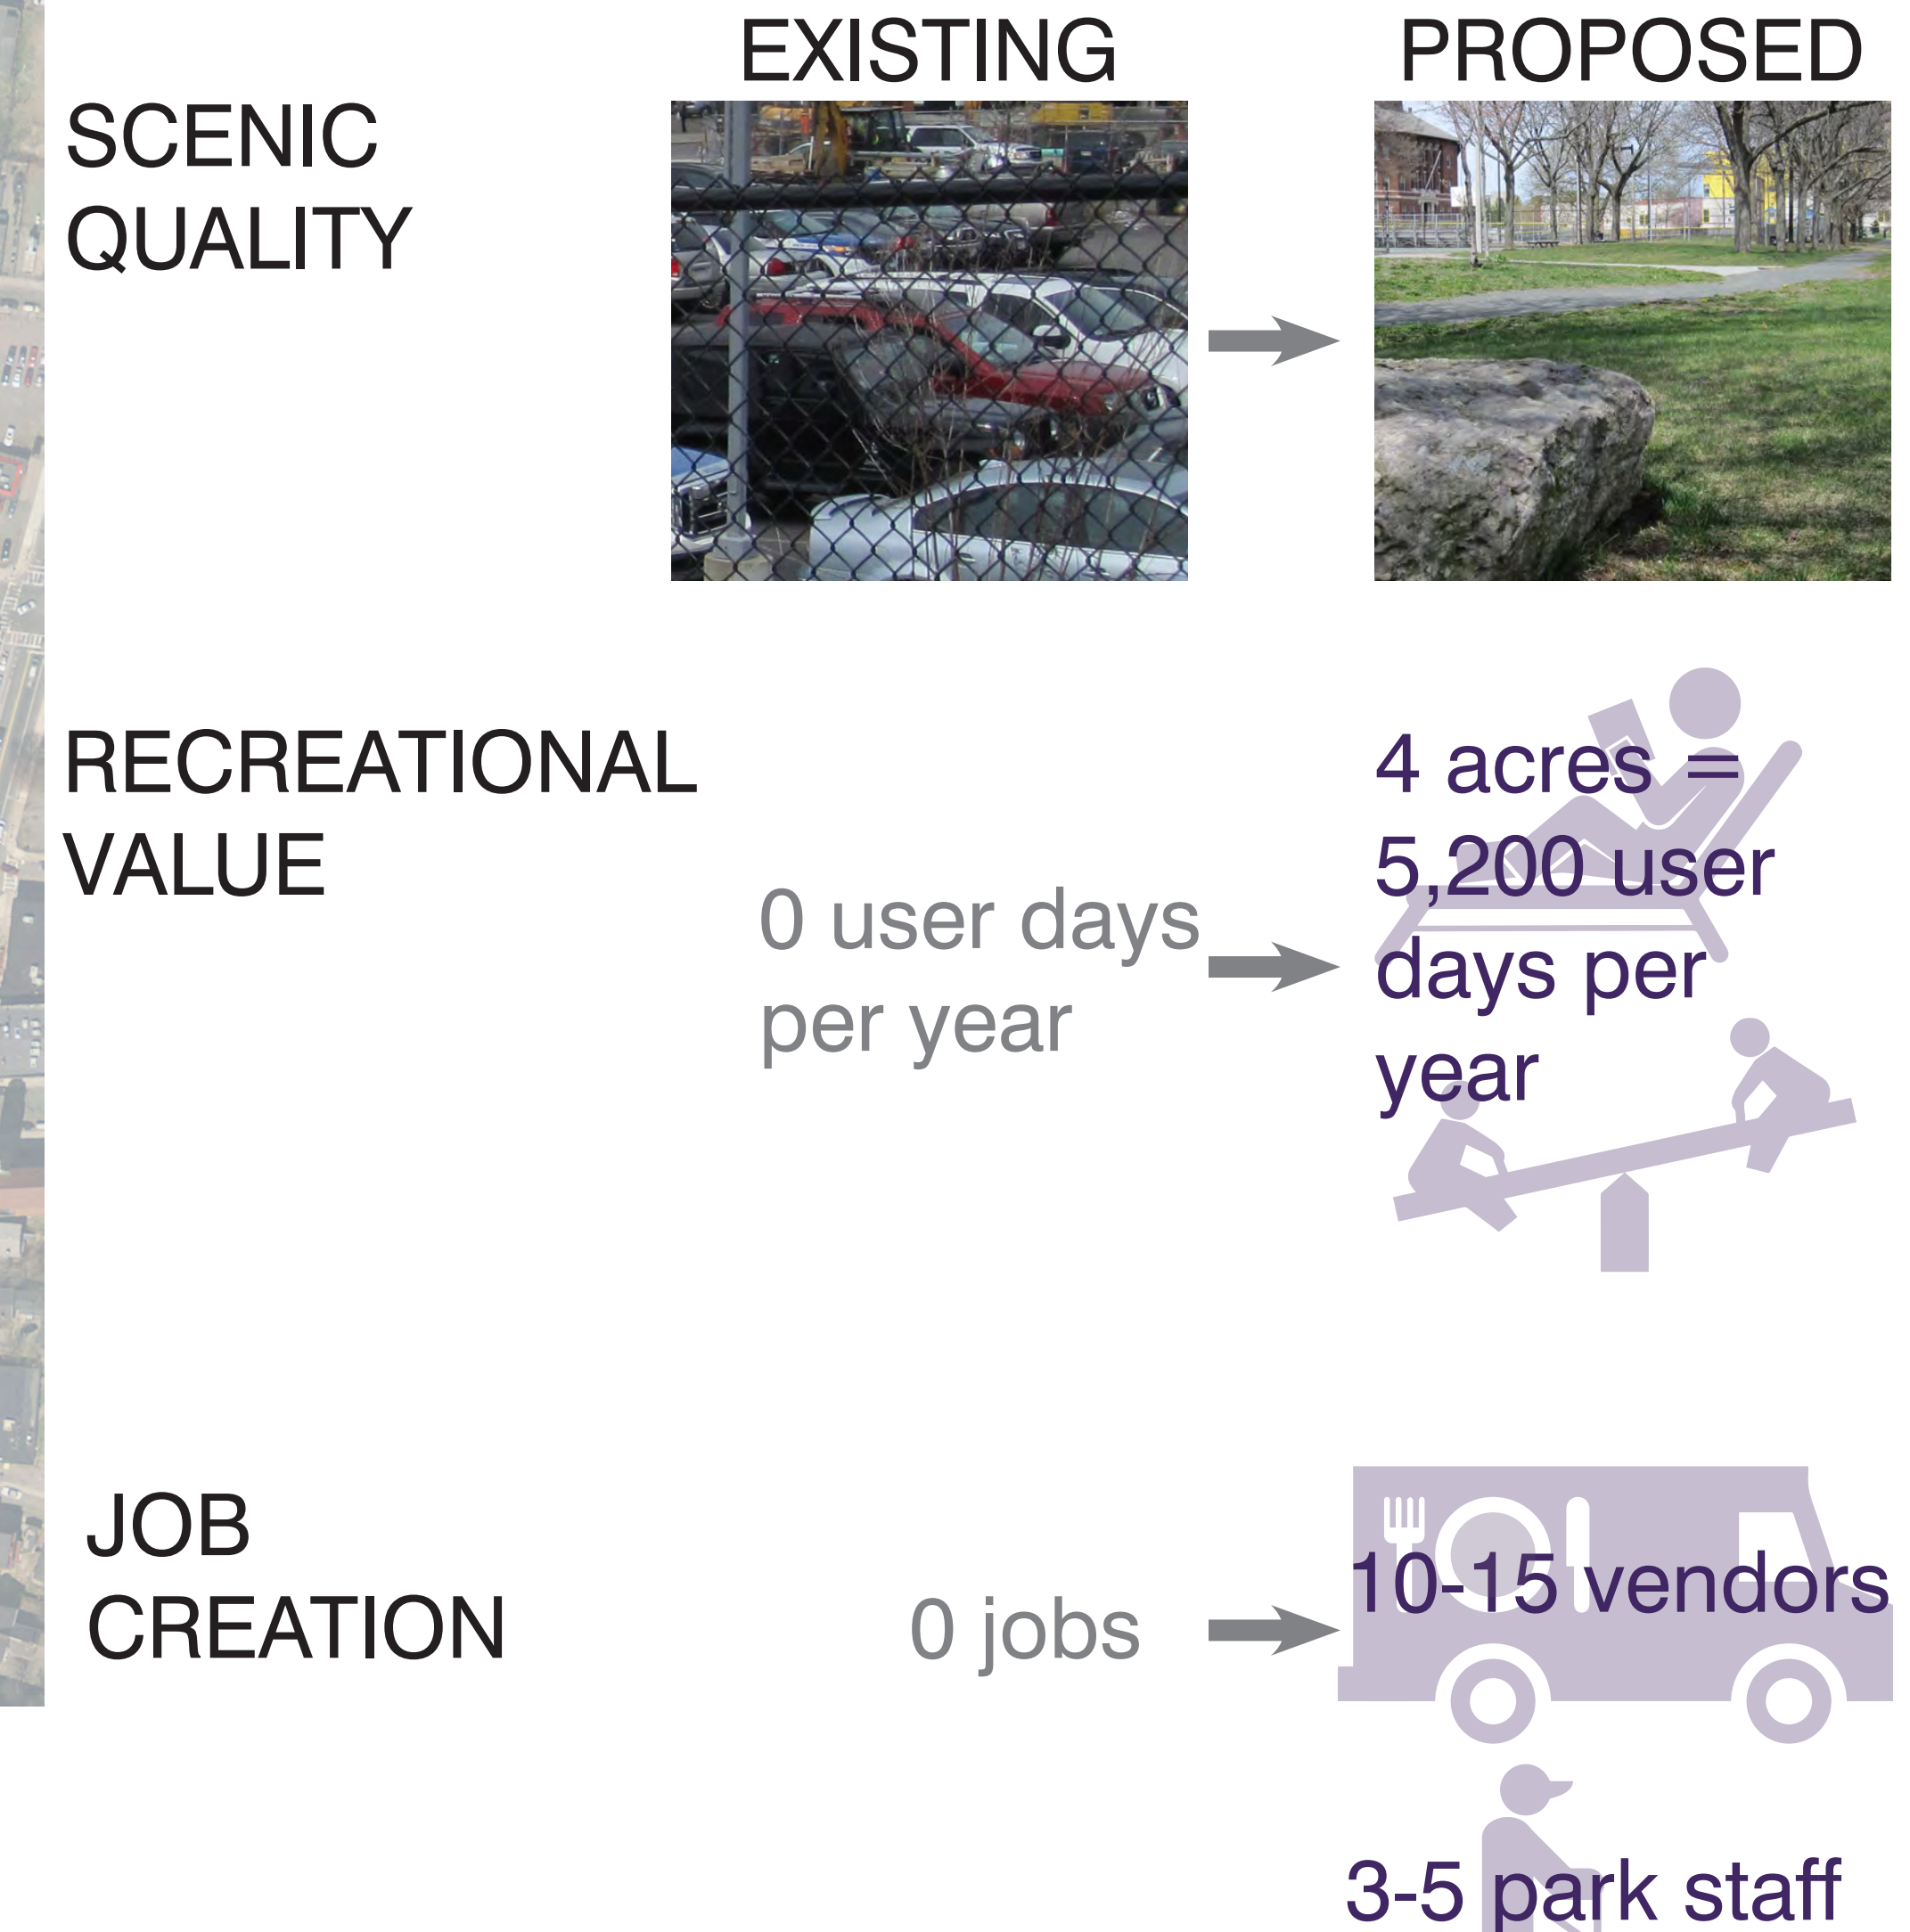 EXISTING
PROPOSED
SCENIC
QUALITY
RECREATIONAL
VALUE
0 user days
per year
4 acres =
5,200 user
days per
year
JOB
CREATION
0 jobs
10-15 vendors
3-5 park staff